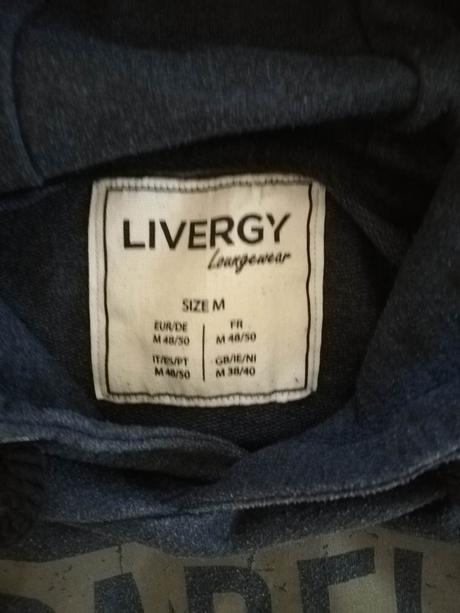 LIVERGY
Loungewear
SIZE M
EUR/DE FR
M 48/50 M 48/50
IT/ES/PT GB/IE/NI
M 48/50 M 38/40